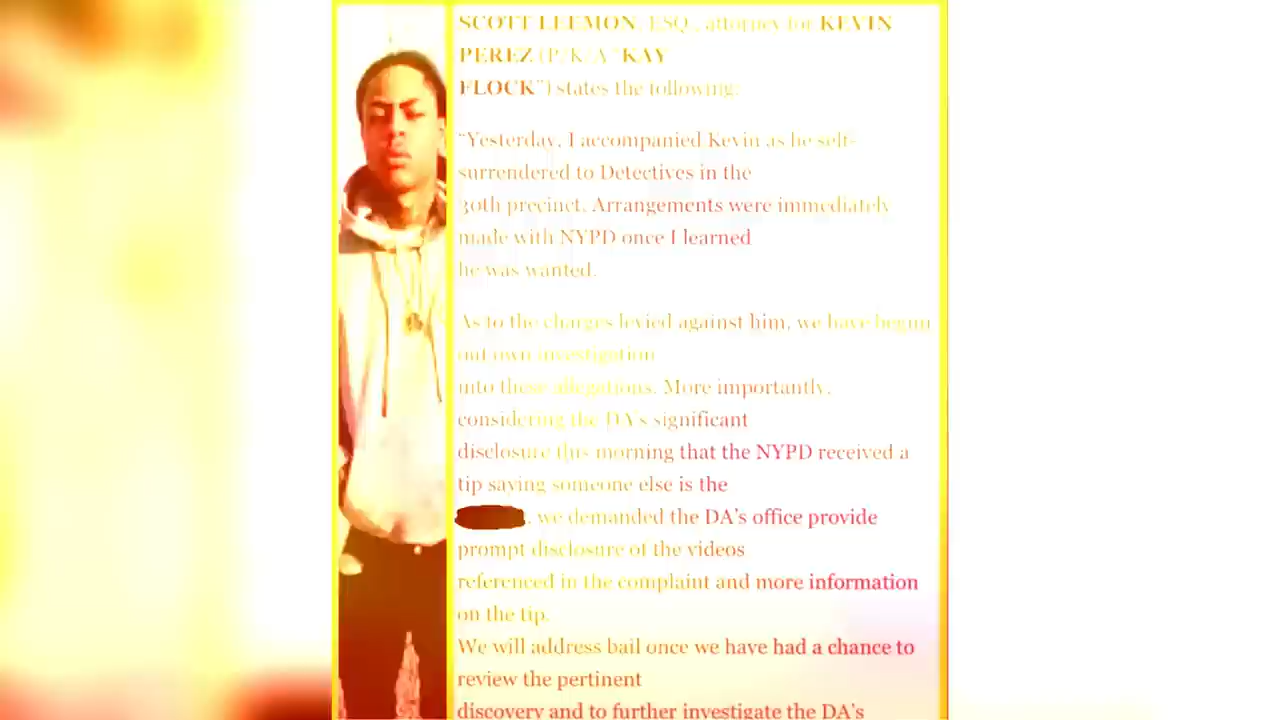 SCOTT LEEMON, ESQ., attorney for KEVIN
PEREZ (P/K/A "KAY
FLOCK") states the following:
"Yesterday, I accompanied Kevin as he self-
surrendered to Detectives in the
30th precinct. Arrangements were immediately
made with NYPD once I learned
he was wanted.
As to the charges levied against him, we have begun
out own investigation
into these allegations. More importantly,
considering the DA's significant
disclosure this morning that the NYPD received a
tip saying someone else is the
, we demanded the DA's office provide
prompt disclosure of the videos
referenced in the complaint and more information
on the tip.
We will address bail once we have had a chance to
review the pertinent
discovery and to further investigate the DA's